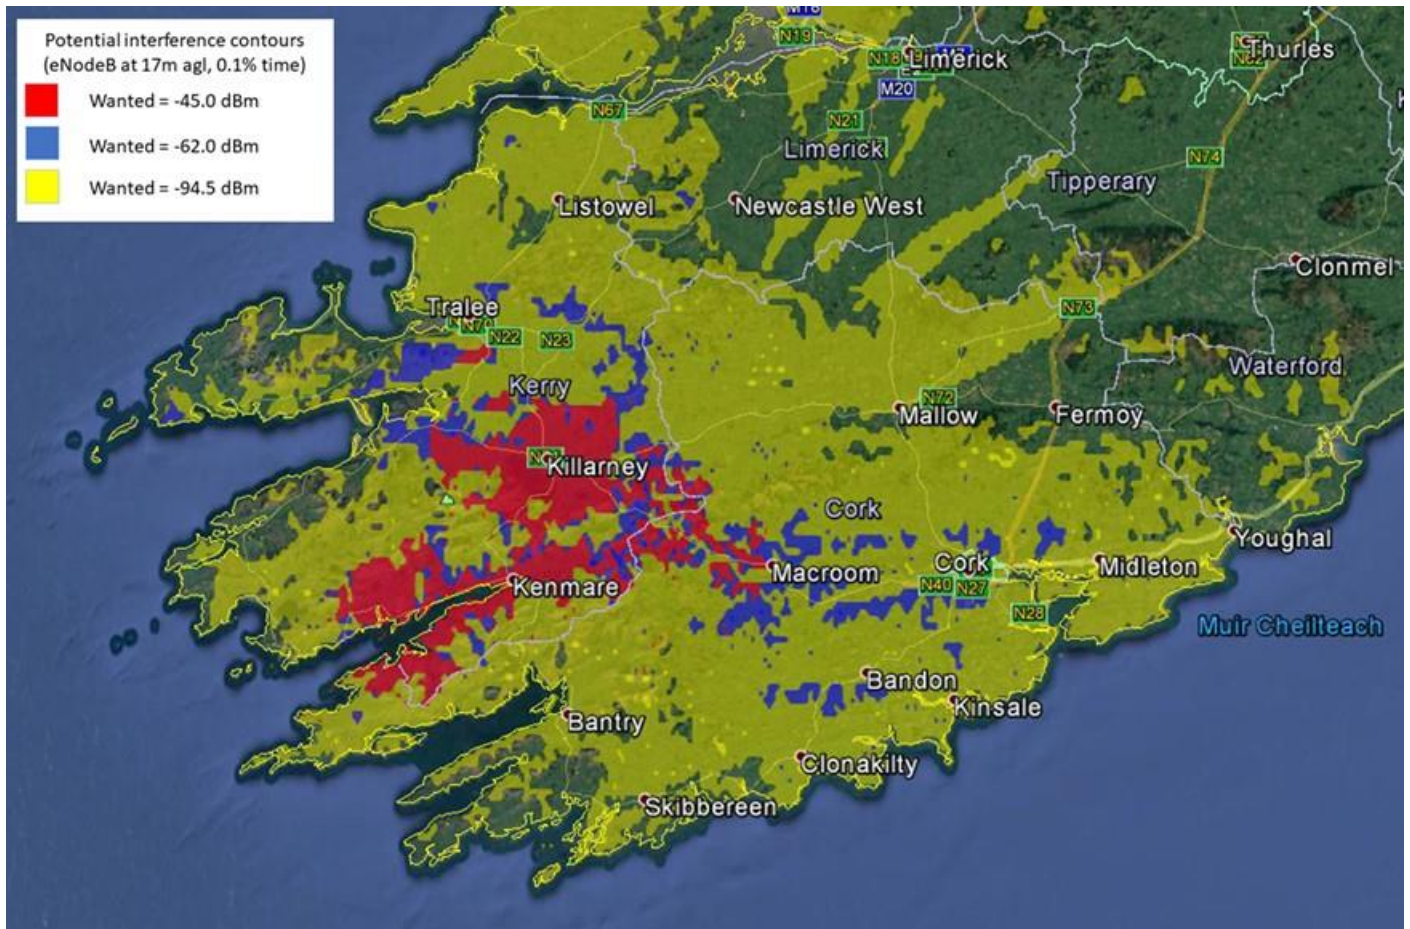 Potential interference contours
(eNodeB at 17m agl, 0.1% time)
Wanted = -45.0 dBm
Wanted = -62.0 dBm
Wanted = -94.5 dBm
N19
N18
Limerick
M20
Thurles
N67
N21
Limerick
N74
Tipperary
Listowel
Newcastle West
Clonmel
Tralee
N22
N23
N73
Kerry
Waterford
N72
Mallow
Fermoy
Killarney
Cork
Youghal
Cork
Macroom
Midleton
Kenmare
N40
N27
N28
Muir Cheilteach
Bandon
Kinsale
Bantry
Clonakilty
Skibbereen